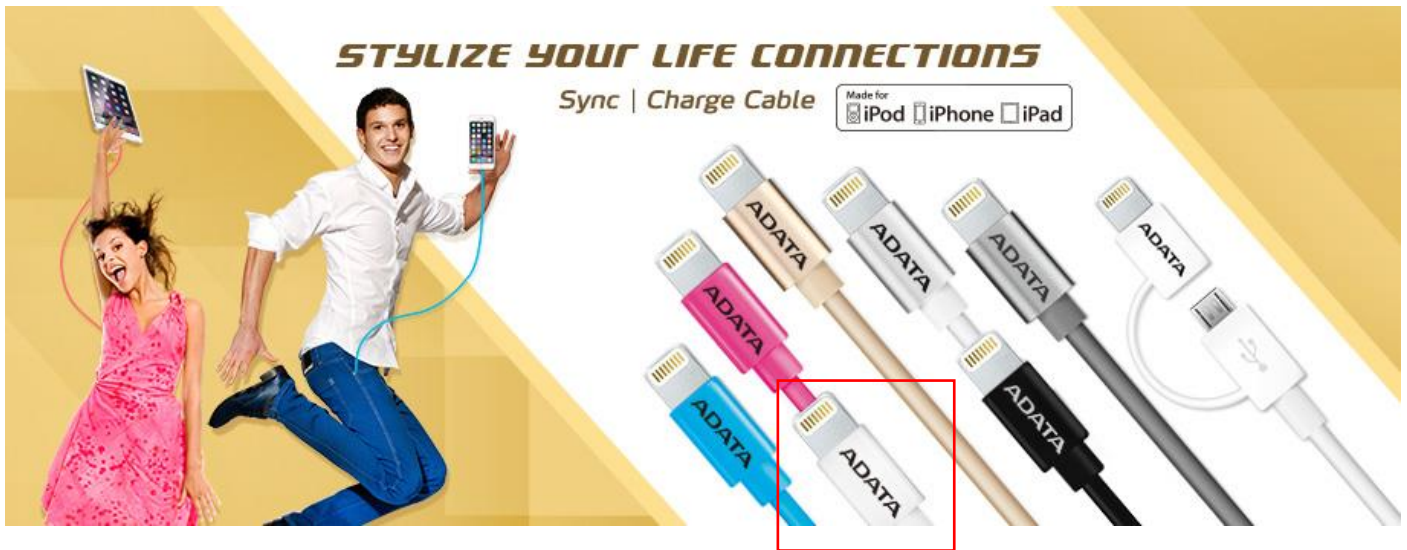 STYLIZE YOUR LIFE CONNECTIONS
Sync | Charge Cable
Made for
iPod iPhone iPad
ADATA
ADATA
ADATA
ADATA
ADATA
ADATA
ADATA
ADATA